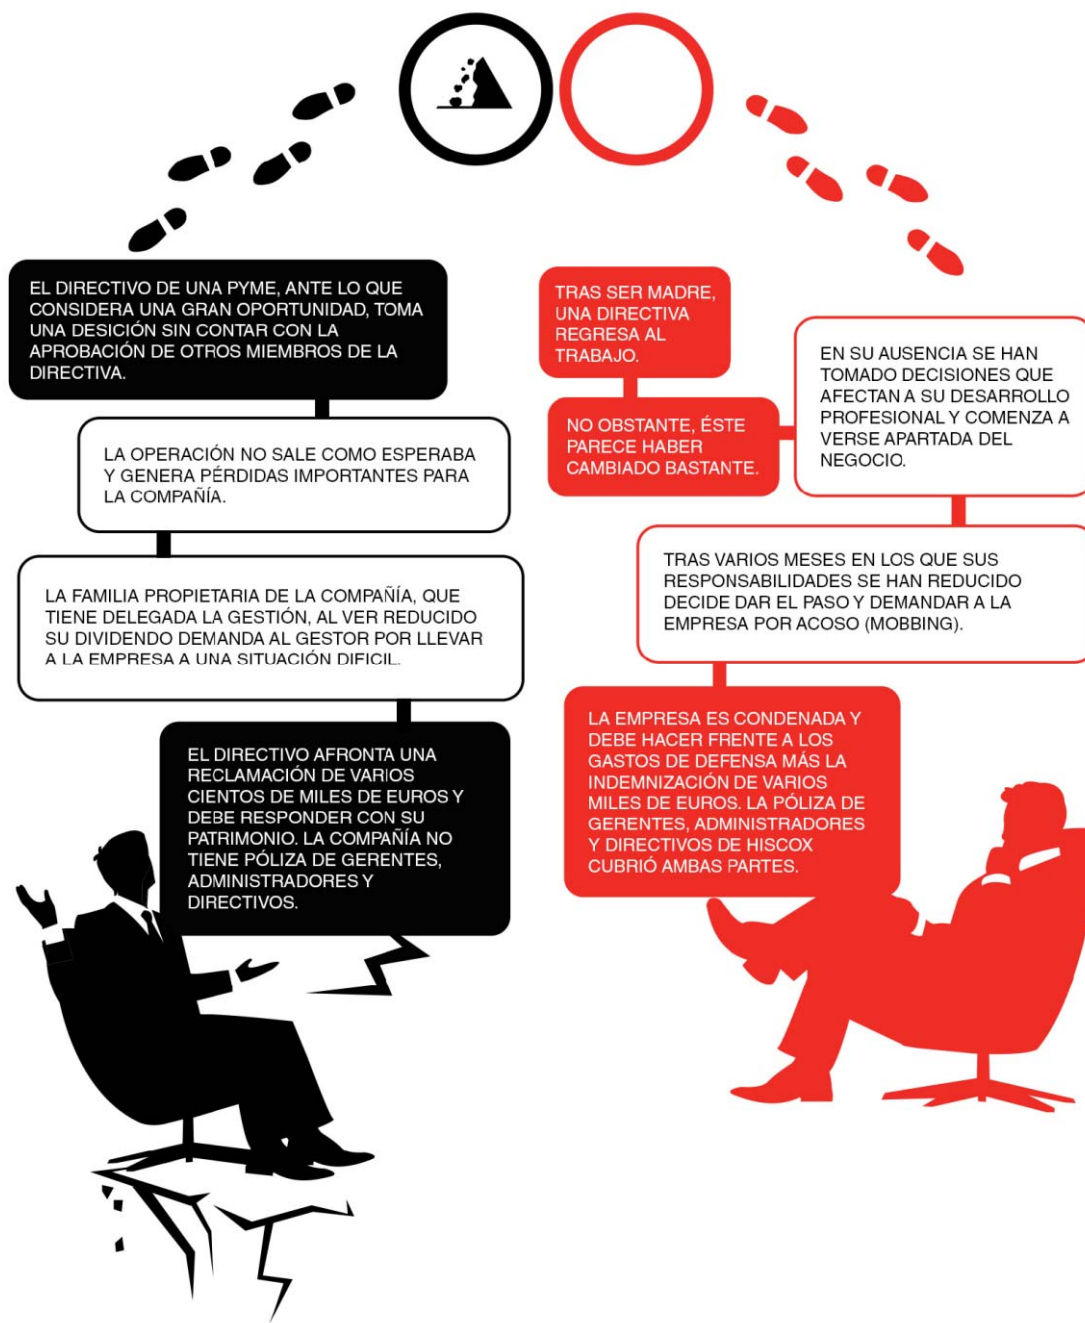 EL DIRECTIVO DE UNA PYME, ANTE LO QUE
CONSIDERA UNA GRAN OPORTUNIDAD, TOMA
UNA DESICIÓN SIN CONTAR CON LA
APROBACIÓN DE OTROS MIEMBROS DE LA
DIRECTIVA.
LA OPERACIÓN NO SALE COMO ESPERABA
Y GENERA PÉRDIDAS IMPORTANTES PARA
LA COMPAÑÍA.
LA FAMILIA PROPIETARIA DE LA COMPAÑÍA, QUE
TIENE DELEGADA LA GESTIÓN, AL VER REDUCIDO
SU DIVIDENDO DEMANDA AL GESTOR POR LLEVAR
A LA EMPRESA A UNA SITUACIÓN DIFICIL.
EL DIRECTIVO AFRONTA UNA
RECLAMACIÓN DE VARIOS
CIENTOS DE MILES DE EUROS Y
DEBE RESPONDER CON SU
PATRIMONIO. LA COMPAÑÍA NO
TIENE PÓLIZA DE GERENTES,
ADMINISTRADORES Y
DIRECTIVOS.
TRAS SER MADRE,
UNA DIRECTIVA
REGRESA AL
TRABAJO.
NO OBSTANTE, ÉSTE
PARECE HABER
CAMBIADO BASTANTE.
EN SU AUSENCIA SE HAN
TOMADO DECISIONES QUE
AFECTAN A SU DESARROLLO
PROFESIONAL Y COMENZA A
VERSE APARTADA DEL
NEGOCIO.
TRAS VARIOS MESES EN LOS QUE SUS
RESPONSABILIDADES SE HAN REDUCIDO
DECIDE DAR EL PASO Y DEMANDAR A LA
EMPRESA POR ACOSO (MOBBING).
LA EMPRESA ES CONDENADA Y
DEBE HACER FRENTE A LOS
GASTOS DE DEFENSA MÁS LA
INDEMNIZACIÓN DE VARIOS
MILES DE EUROS. LA PÓLIZA DE
GERENTES, ADMINISTRADORES
Y DIRECTIVOS DE HISCOX
CUBRIÓ AMBAS PARTES.